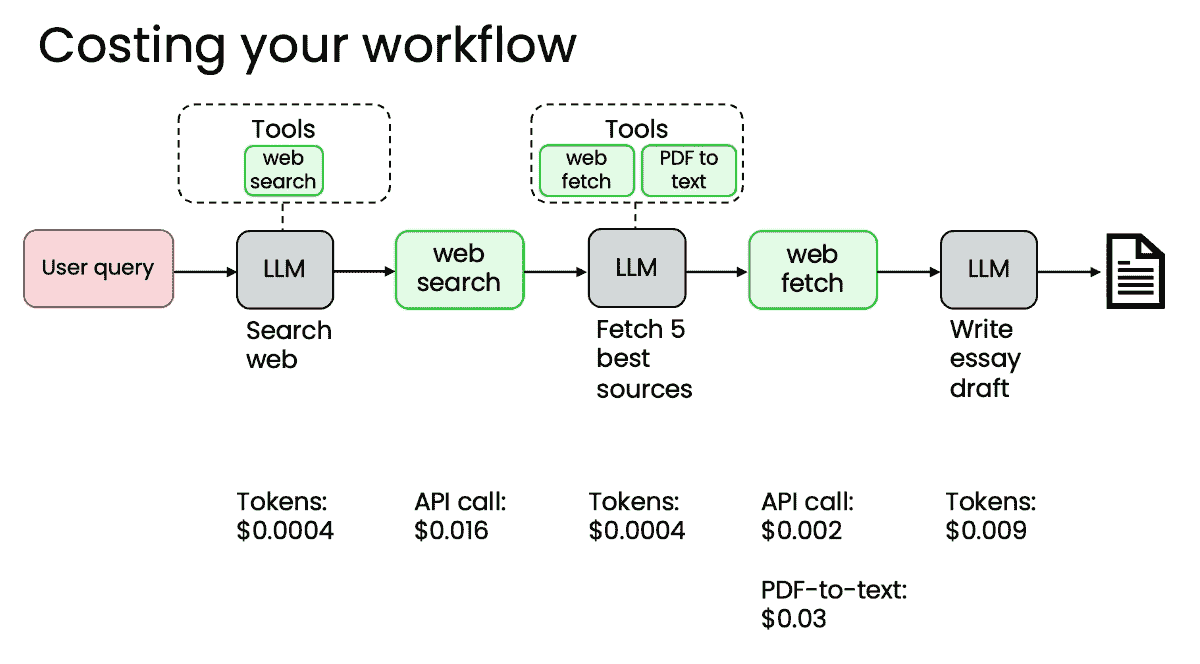 Costing your workflow
Tools
web
search
Tools
web
fetch
PDF to
text
User query
LLM
web
search
LLM
web
fetch
LLM
Search
web
Fetch 5
best
sources
Write
essay
draft
Tokens:
$0.0004
API call:
$0.016
Tokens:
$0.0004
API call:
$0.002
Tokens:
$0.009
PDF-to-text:
$0.03